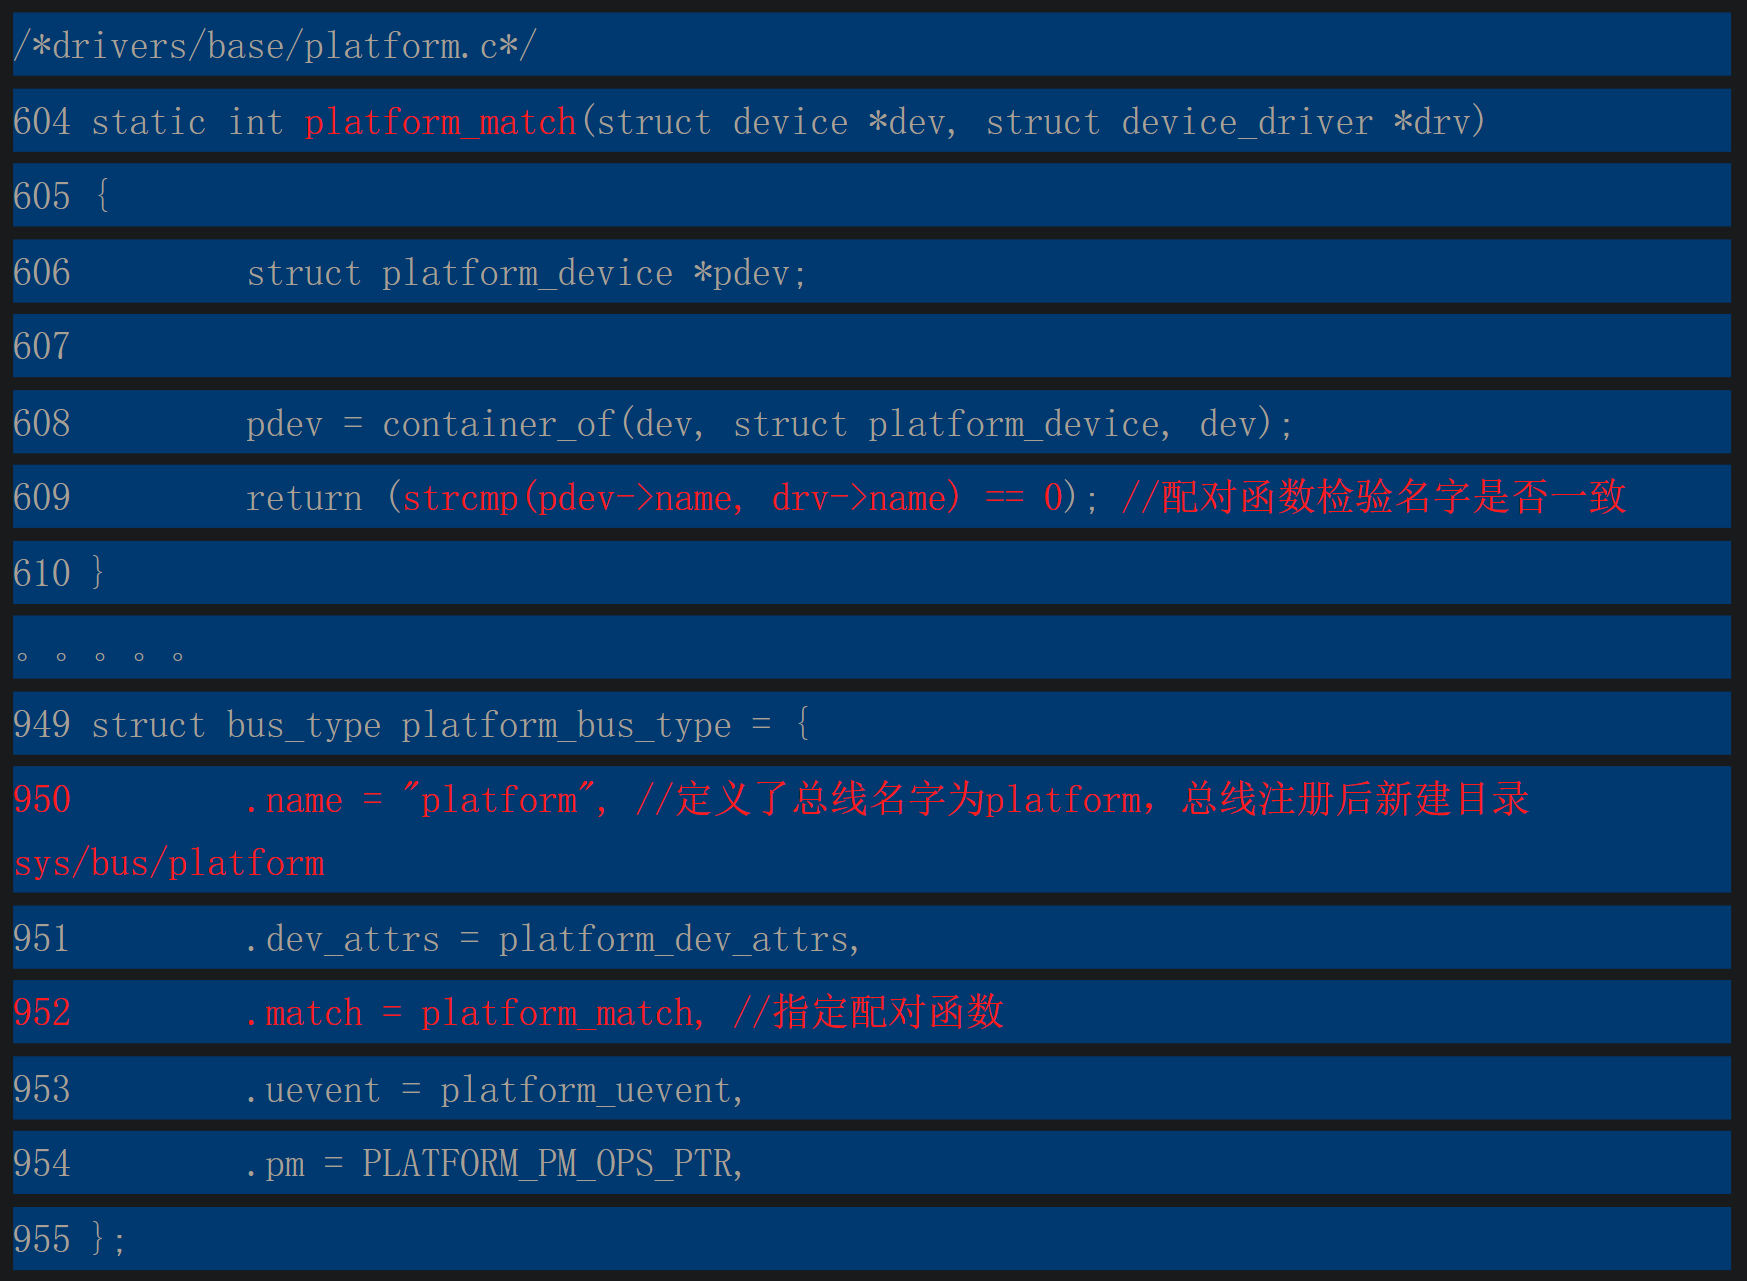 /*drivers/base/platform.c*/
604 static int platform_match(struct device *dev, struct device_driver *drv)
605 {
606         struct platform_device *pdev;
607
608         pdev = container_of(dev, struct platform_device, dev);
609         return (strcmp(pdev->name, drv->name) == 0); //配对函数检验名字是否一致
610 }
。。。。。
949 struct bus_type platform_bus_type = {
950         .name = "platform", //定义了总线名字为platform，总线注册后新建目录
sys/bus/platform
951         .dev_attrs = platform_dev_attrs,
952         .match = platform_match, //指定配对函数
953         .uevent = platform_uevent,
954         .pm = PLATFORM_PM_OPS_PTR,
955 };